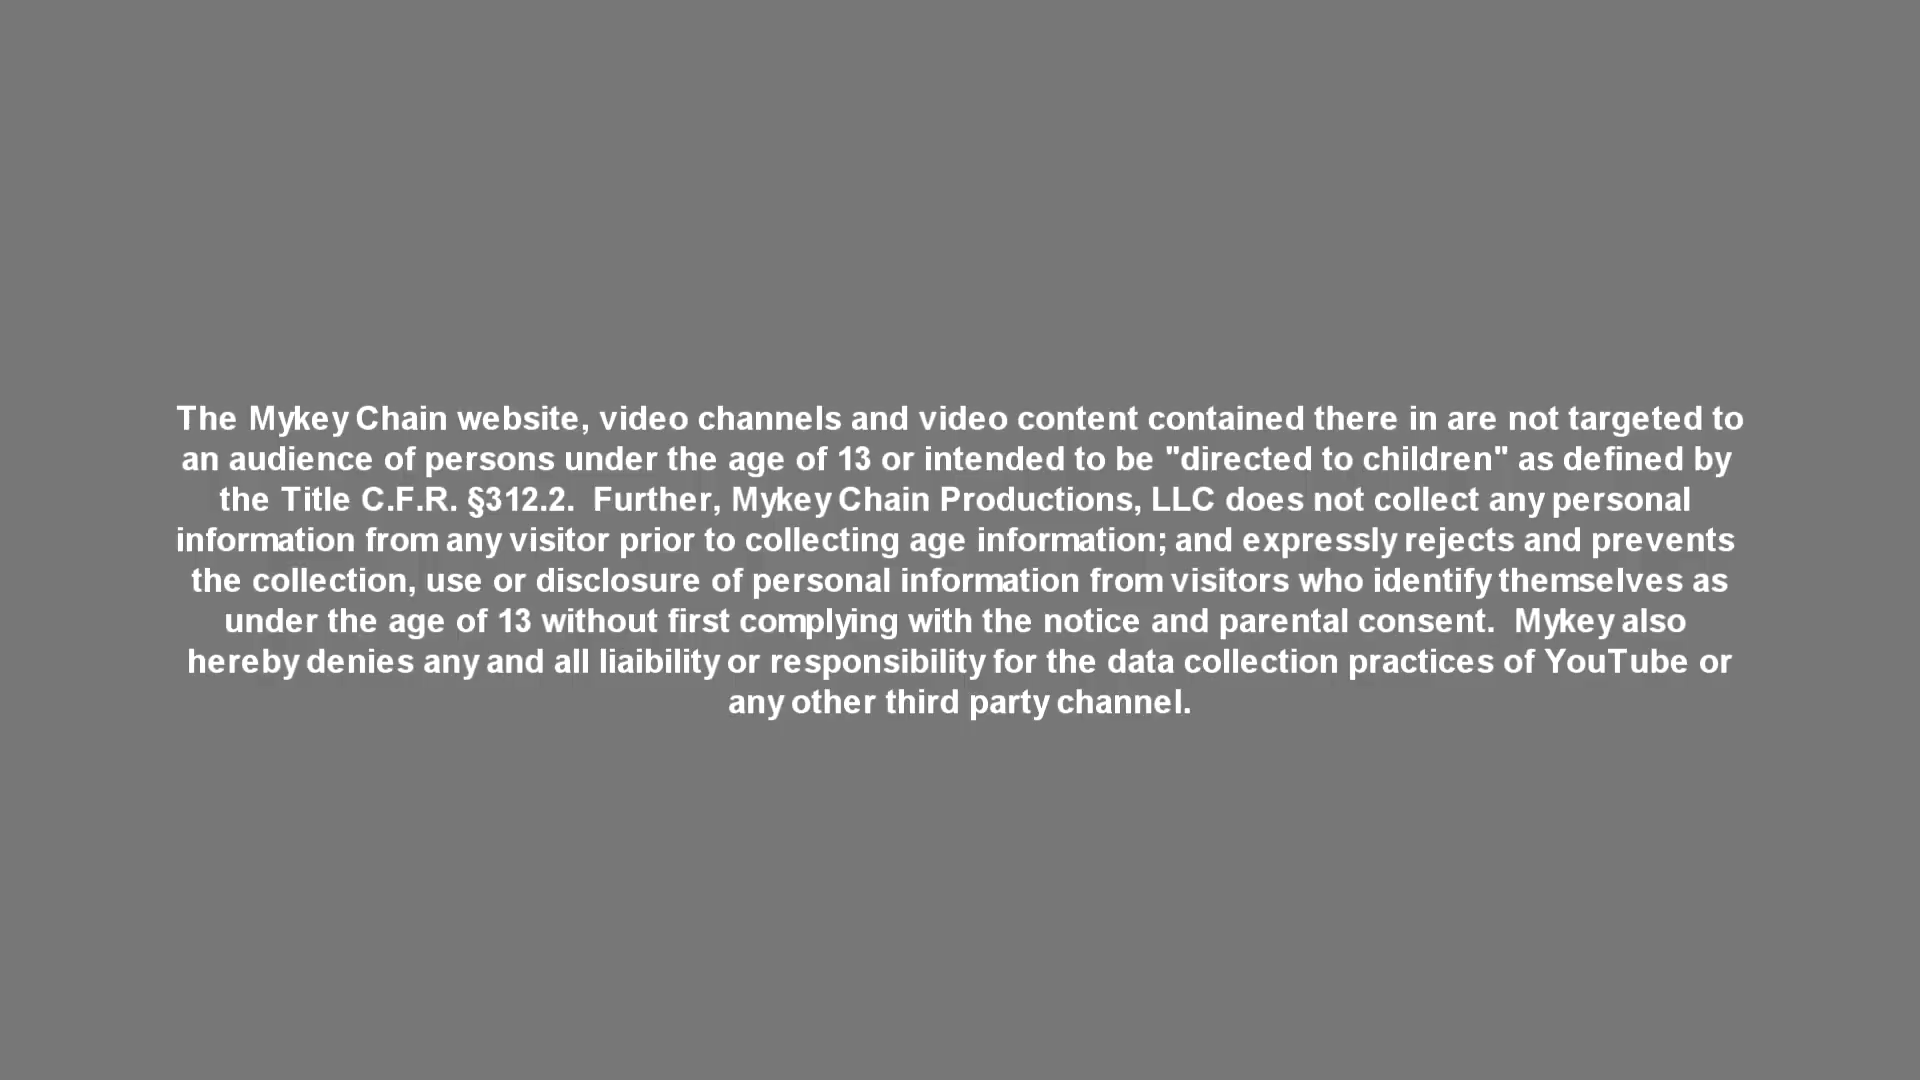 The Mykey Chain website, video channels and video content contained there in are not targeted to
an audience of persons under the age of 13 or intended to be "directed to children" as defined by
the Title C.F.R. §312.2.  Further, Mykey Chain Productions, LLC does not collect any personal
information from any visitor prior to collecting age information; and expressly rejects and prevents
the collection, use or disclosure of personal information from visitors who identify themselves as
under the age of 13 without first complying with the notice and parental consent.  Mykey also
hereby denies any and all liaibility or responsibility for the data collection practices of YouTube or
any other third party channel.